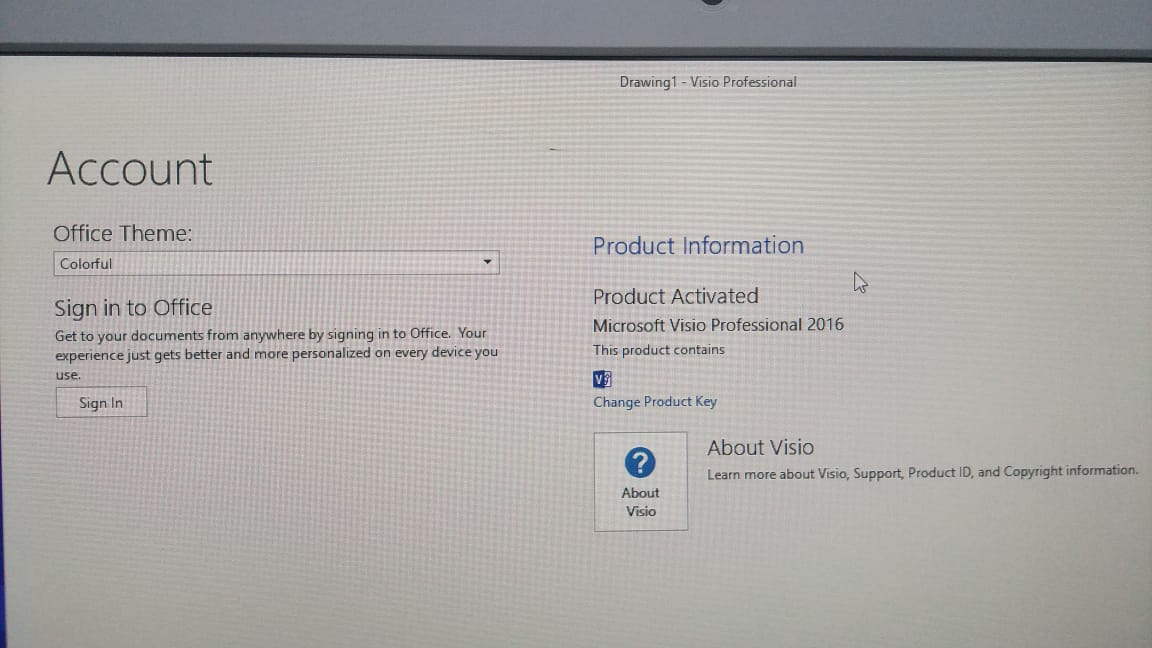 Drawing1 - Visio Professional
Account
Office Theme:
Colorful
Sign in to Office
Get to your documents from anywhere by signing in to Office. Your
experience just gets better and more personalized on every device you
use.
Sign In
Product Information
Product Activated
Microsoft Visio Professional 2016
This product contains
Change Product Key
About
Visio
About Visio
Learn more about Visio, Support, Product ID, and Copyright information.